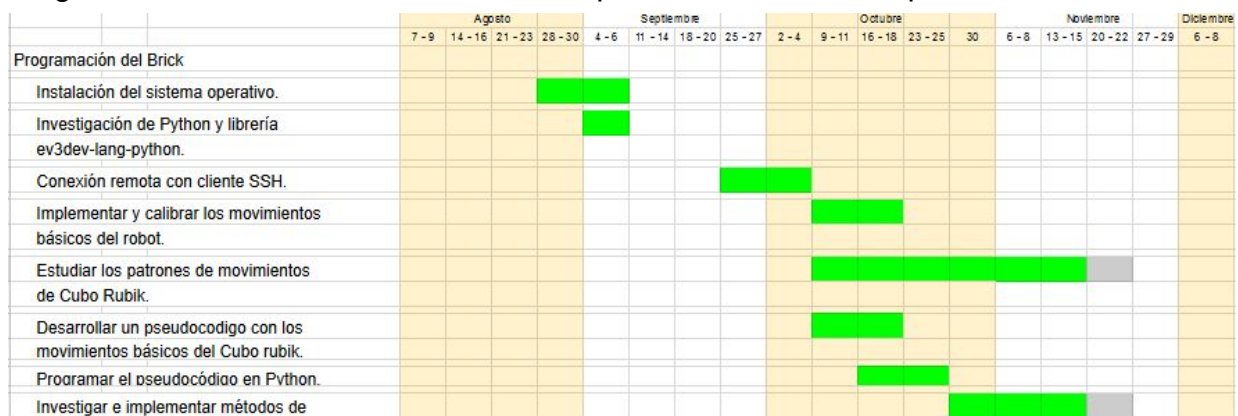 Agosto Septiembre Octubre Noviembre Diciembre
7 - 9 14 - 16 21 - 23 28 - 30 4 - 6 11 - 14 18 - 20 25 - 27 2 - 4 9 - 11 16 - 18 23 - 25 30 6 - 8 13 - 15 20 - 22 27 - 29 6 - 8
Programación del Brick
Instalación del sistema operativo.
Investigación de Python y librería
ev3dev-lang-python.
Conexión remota con cliente SSH.
Implementar y calibrar los movimientos
básicos del robot.
Estudiar los patrones de movimientos
de Cubo Rubik.
Desarrollar un pseudocodigo con los
movimientos básicos del Cubo rubik.
Programar el pseudocódigo en Python.
Investigar e implementar métodos de